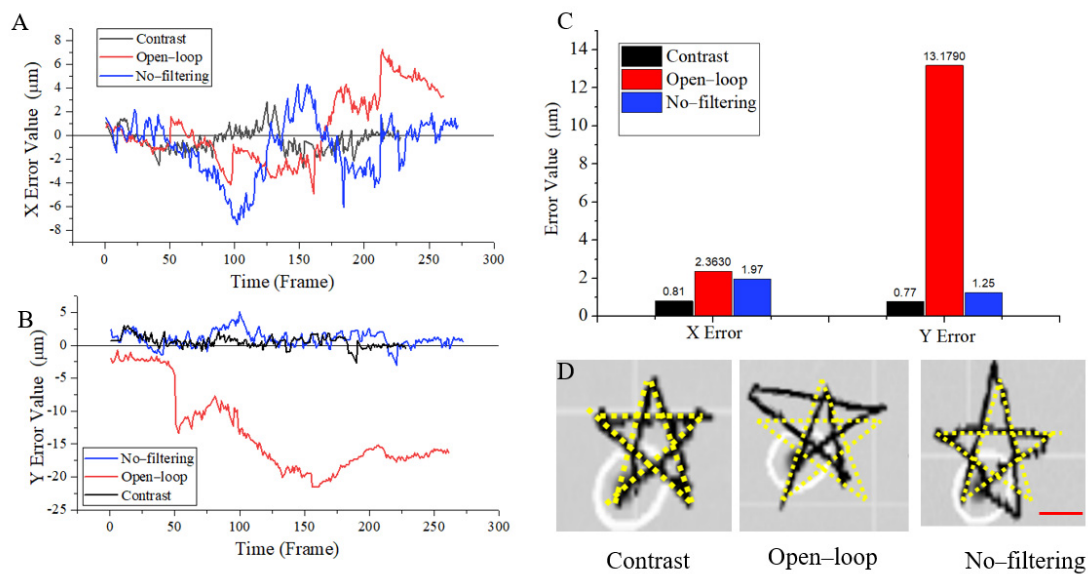 A
X Error Value (μm)
8
6
4
2
0
-2
-4
-6
-8
Contrast
Open–loop
No–filtering
0
50
100
150
200
250
300
Time (Frame)
B
Y Error Value (μm)
5
0
-5
-10
-15
-20
-25
No–filtering
Open–loop
Contrast
0
50
100
150
200
250
300
Time (Frame)
C
Error Value (μm)
14
12
10
8
6
4
2
0
Contrast
Open–loop
No–filtering
0.81
2.3630
1.97
0.77
13.1790
1.25
X Error
Y Error
D
Contrast
Open–loop
No–filtering